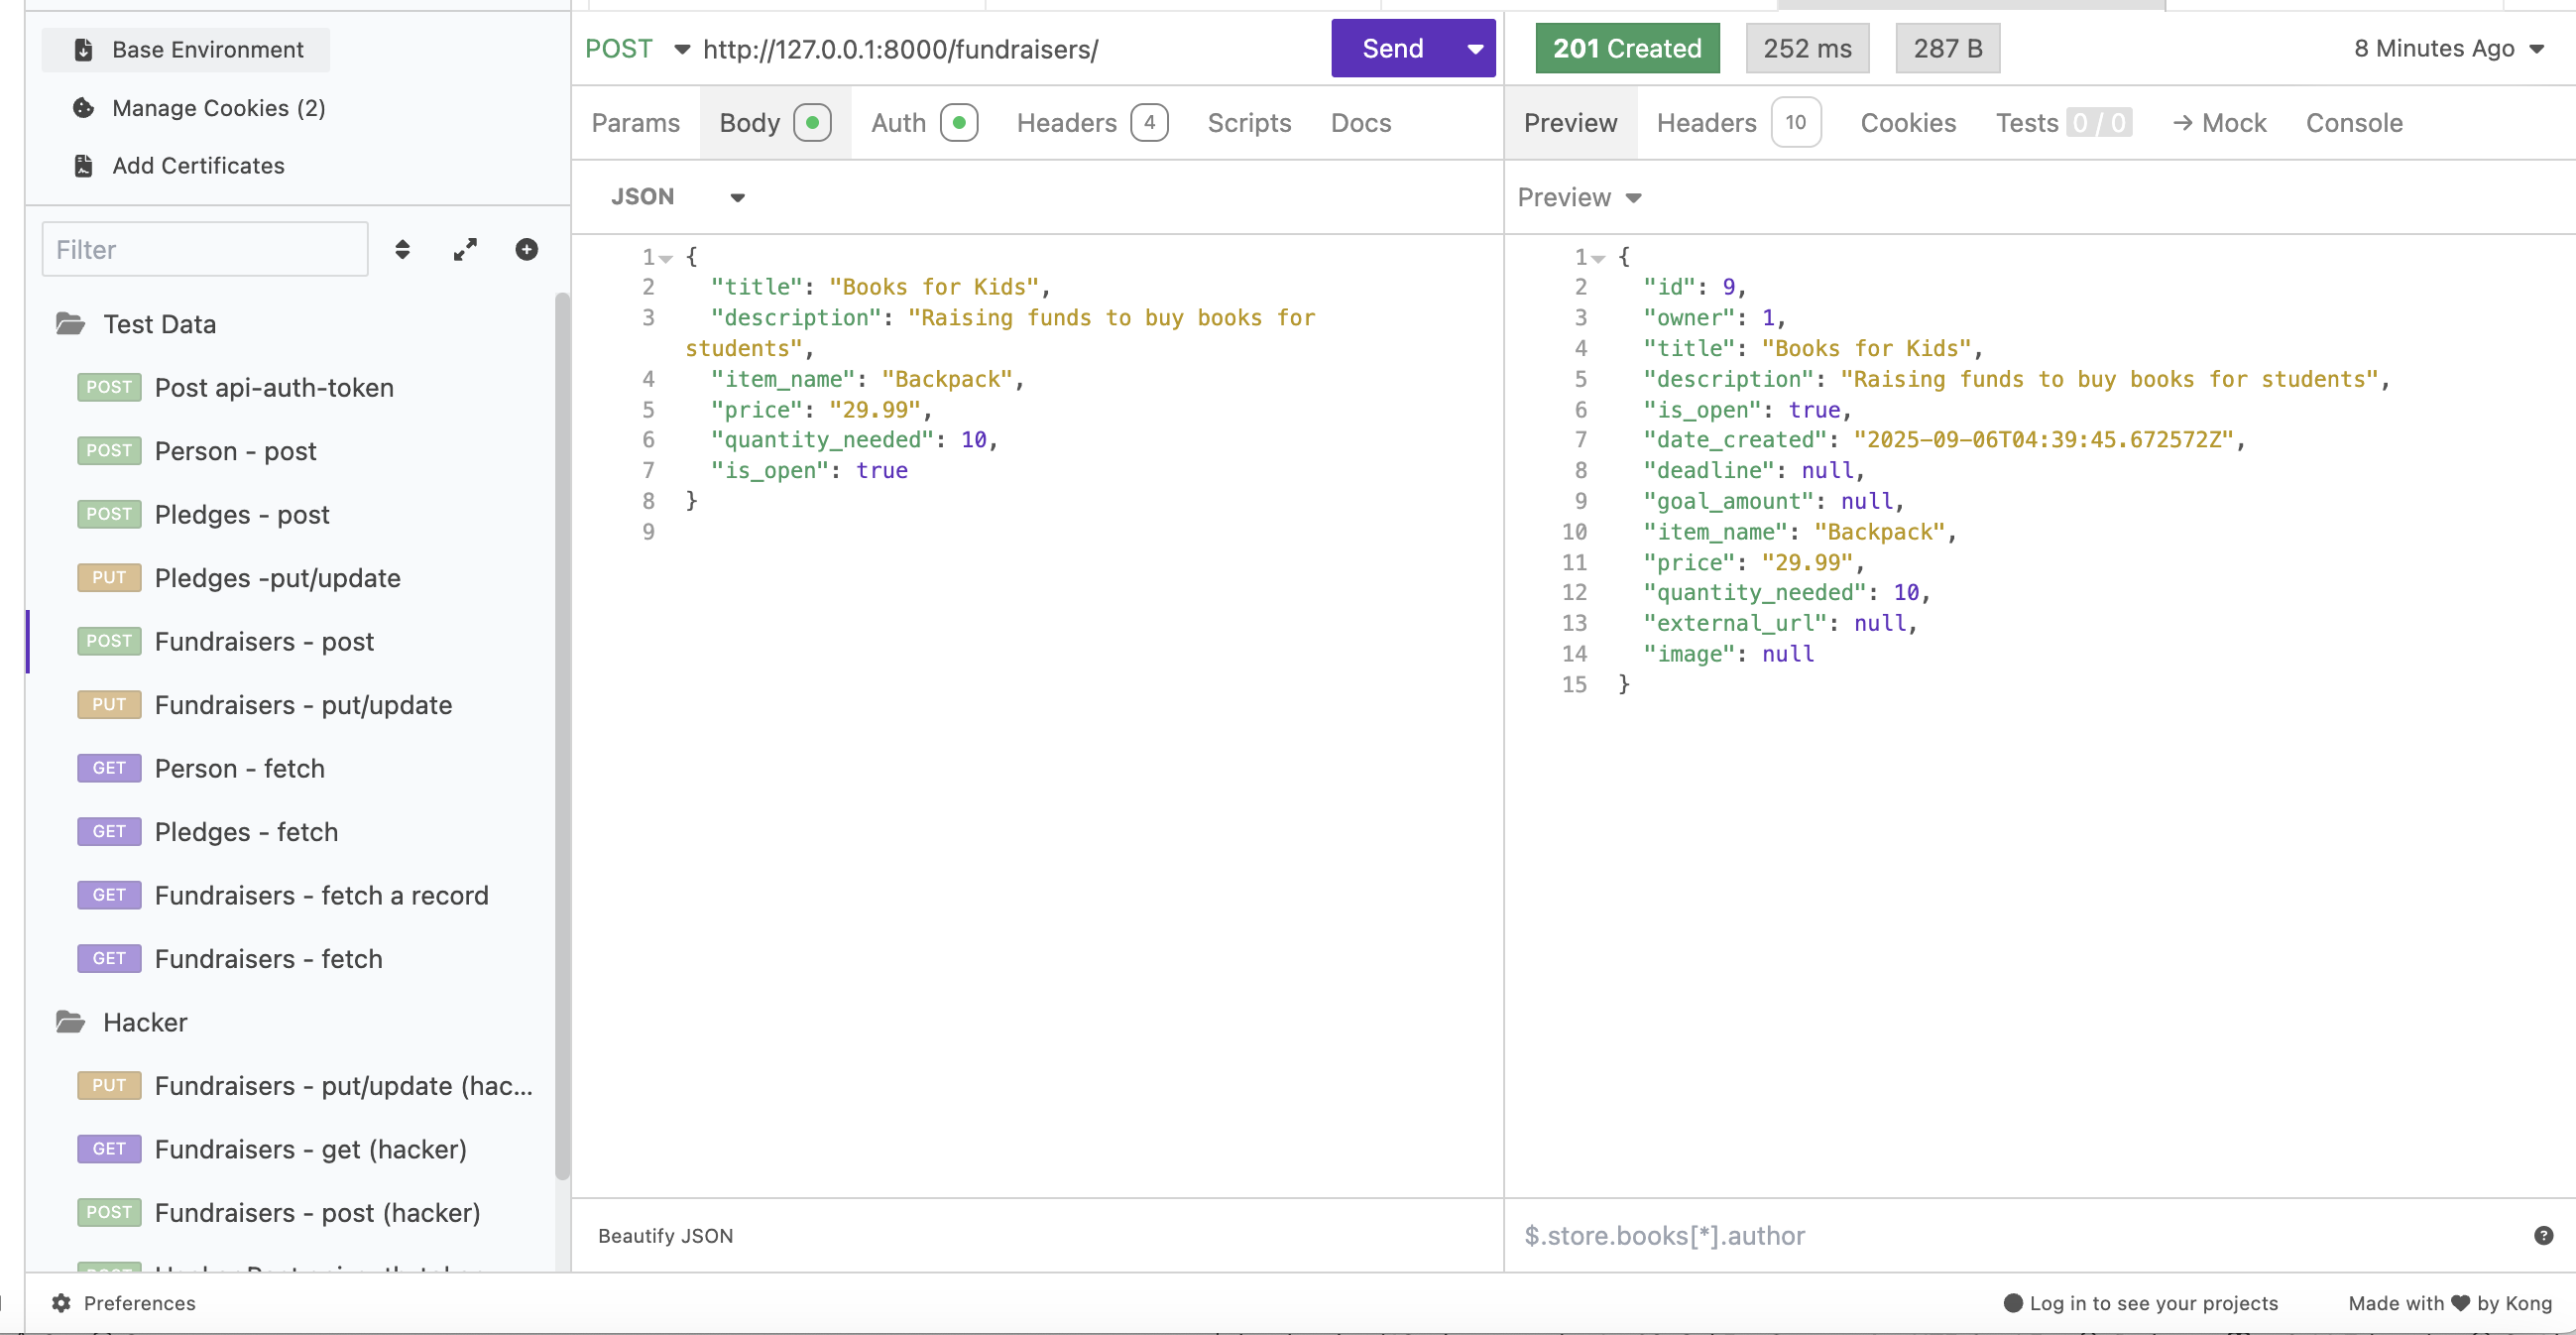 Base Environment
Manage Cookies (2)
Add Certificates
Filter
Test Data
POST Post api-auth-token
POST Person - post
POST Pledges - post
PUT Pledges -put/update
POST Fundraisers - post
PUT Fundraisers - put/update
GET Person - fetch
GET Pledges - fetch
GET Fundraisers - fetch a record
GET Fundraisers - fetch
Hacker
PUT Fundraisers - put/update (hac...
GET Fundraisers - get (hacker)
POST Fundraisers - post (hacker)
POST http://127.0.0.1:8000/fundraisers/ Send
Params Body Auth Headers 4 Scripts Docs
JSON
1 {
2 "title": "Books for Kids",
3 "description": "Raising funds to buy books for
students",
4 "item_name": "Backpack",
5 "price": "29.99",
6 "quantity_needed": 10,
7 "is_open": true
8 }
9
Beautify JSON
201 Created 252 ms 287 B 8 Minutes Ago
Preview Headers 10 Cookies Tests 0 / 0 → Mock Console
Preview
1 {
2 "id": 9,
3 "owner": 1,
4 "title": "Books for Kids",
5 "description": "Raising funds to buy books for students",
6 "is_open": true,
7 "date_created": "2025-09-06T04:39:45.672572Z",
8 "deadline": null,
9 "goal_amount": null,
10 "item_name": "Backpack",
11 "price": "29.99",
12 "quantity_needed": 10,
13 "external_url": null,
14 "image": null
15 }
$.store.books[*].author
Preferences
Log in to see your projects
Made with ♥ by Kong